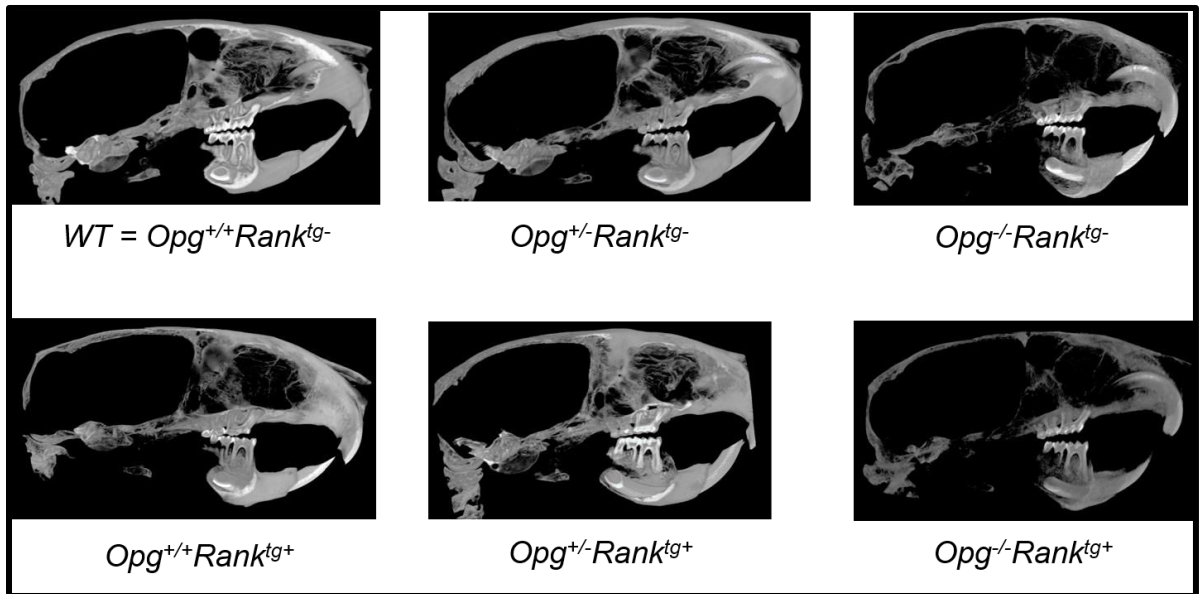 WT = Opg+/+Ranktg-
Opg+/-Ranktg-
Opg-/-Ranktg-
Opg+/+Ranktg+
Opg+/-Ranktg+
Opg-/-Ranktg+